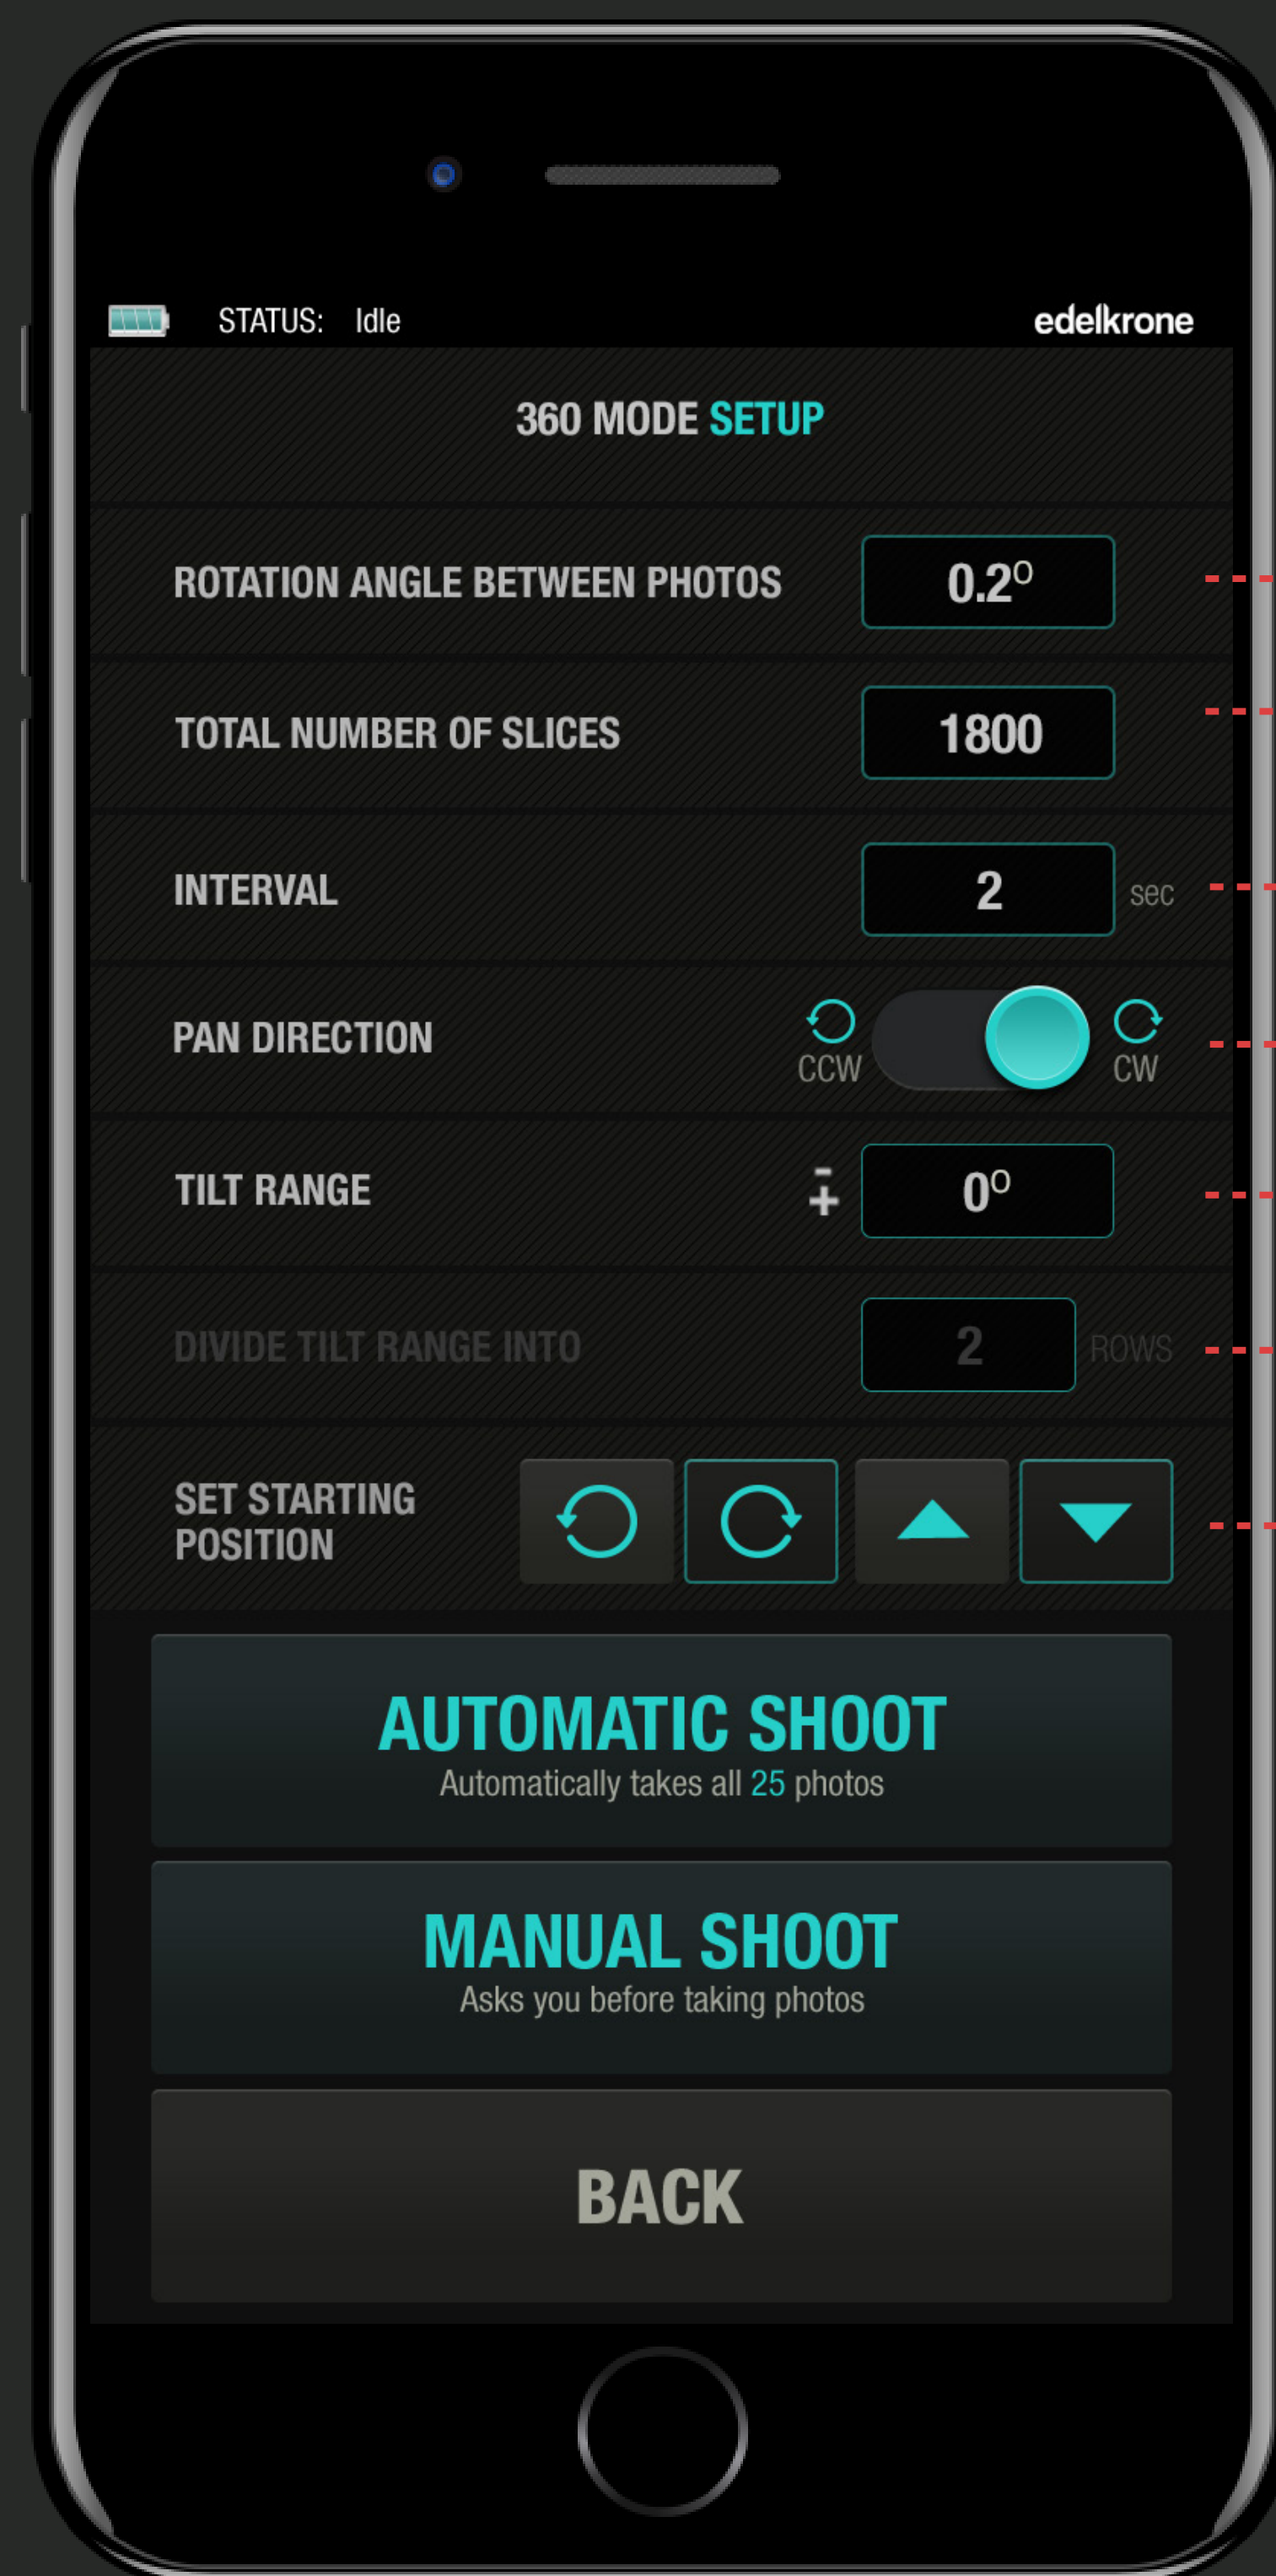 STATUS: Idle edelkrone
360 MODE SETUP
ROTATION ANGLE BETWEEN PHOTOS 0.2°
TOTAL NUMBER OF SLICES 1800
INTERVAL 2 sec
PAN DIRECTION CCW CW
TILT RANGE -+ 0°
DIVIDE TILT RANGE INTO 2 ROWS
SET STARTING
POSITION
AUTOMATIC SHOOT
Automatically takes all 25 photos
MANUAL SHOOT
Asks you before taking photos
BACK